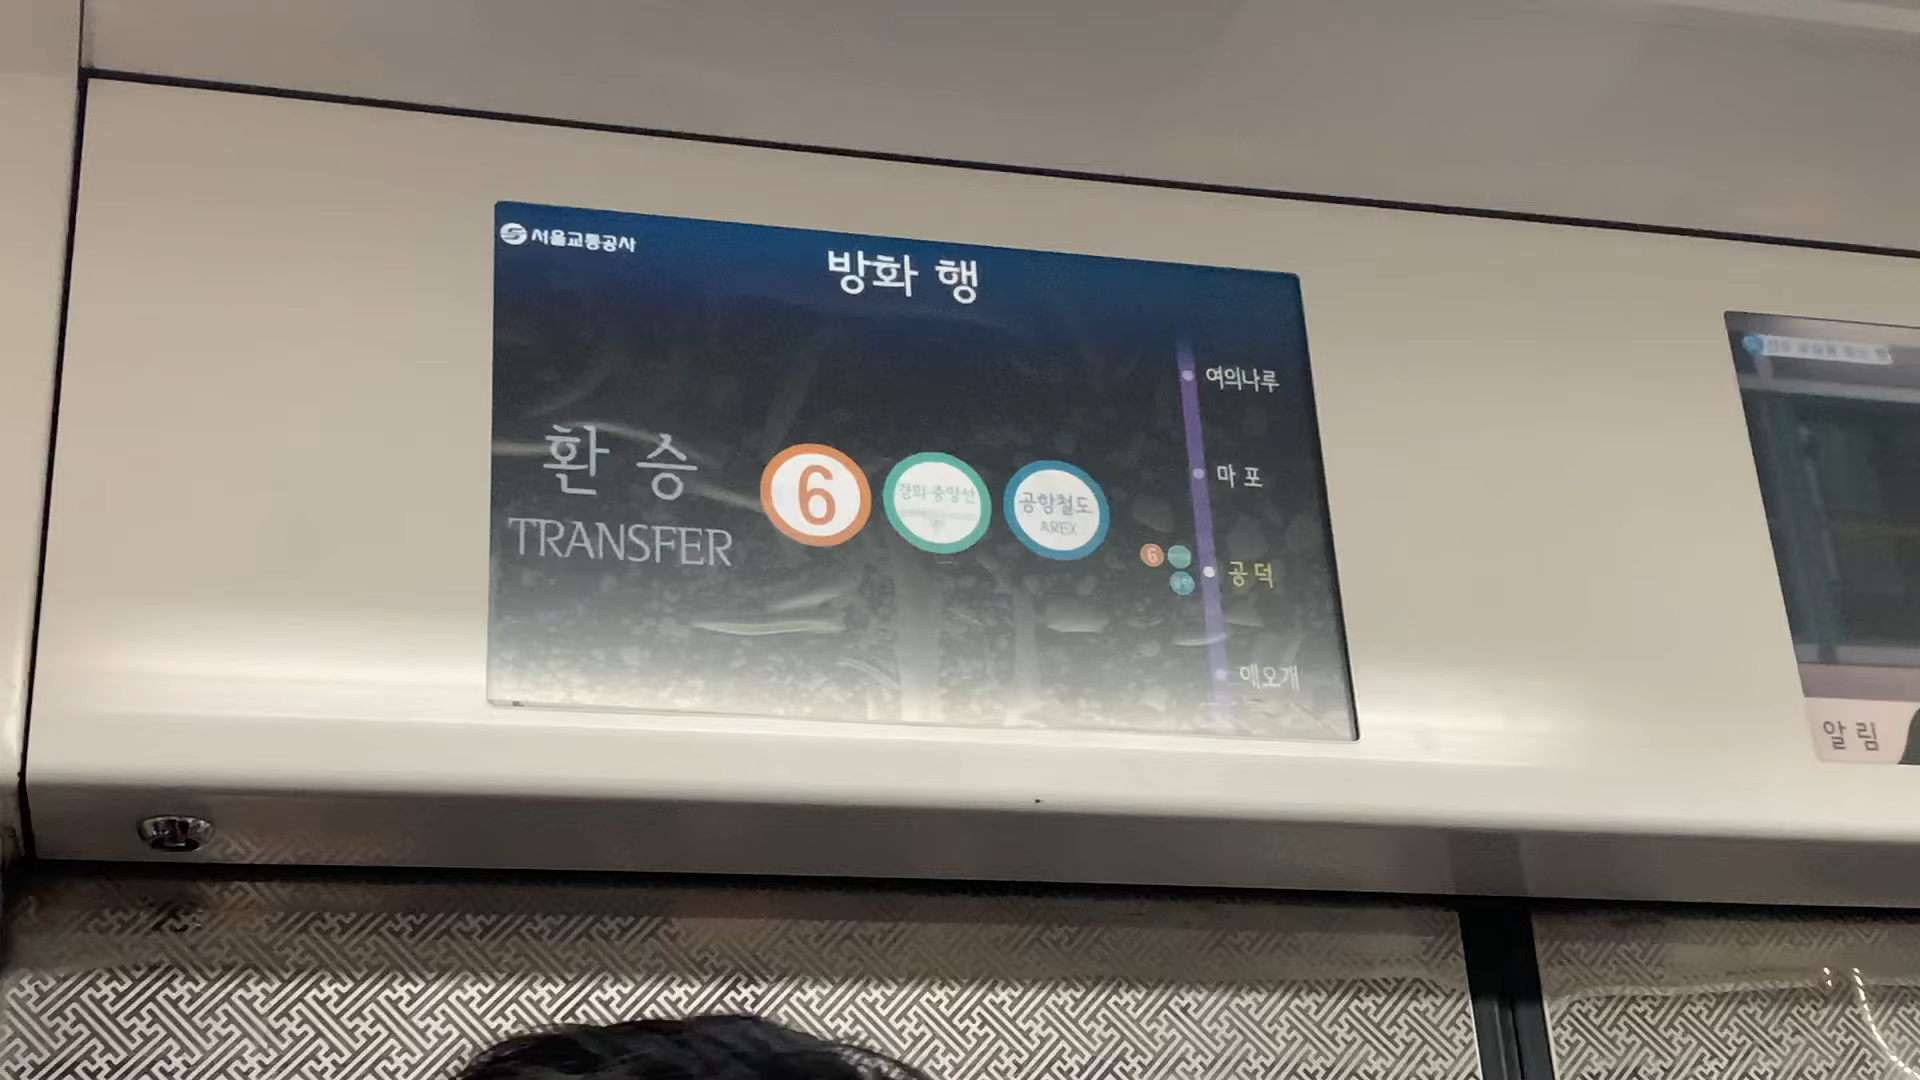 서울교통공사
방화 행
환 승
TRANSFER
6
경의·중앙선
공항철도
AREX
여의나루
마 포
6
공 덕
애오개
알 림